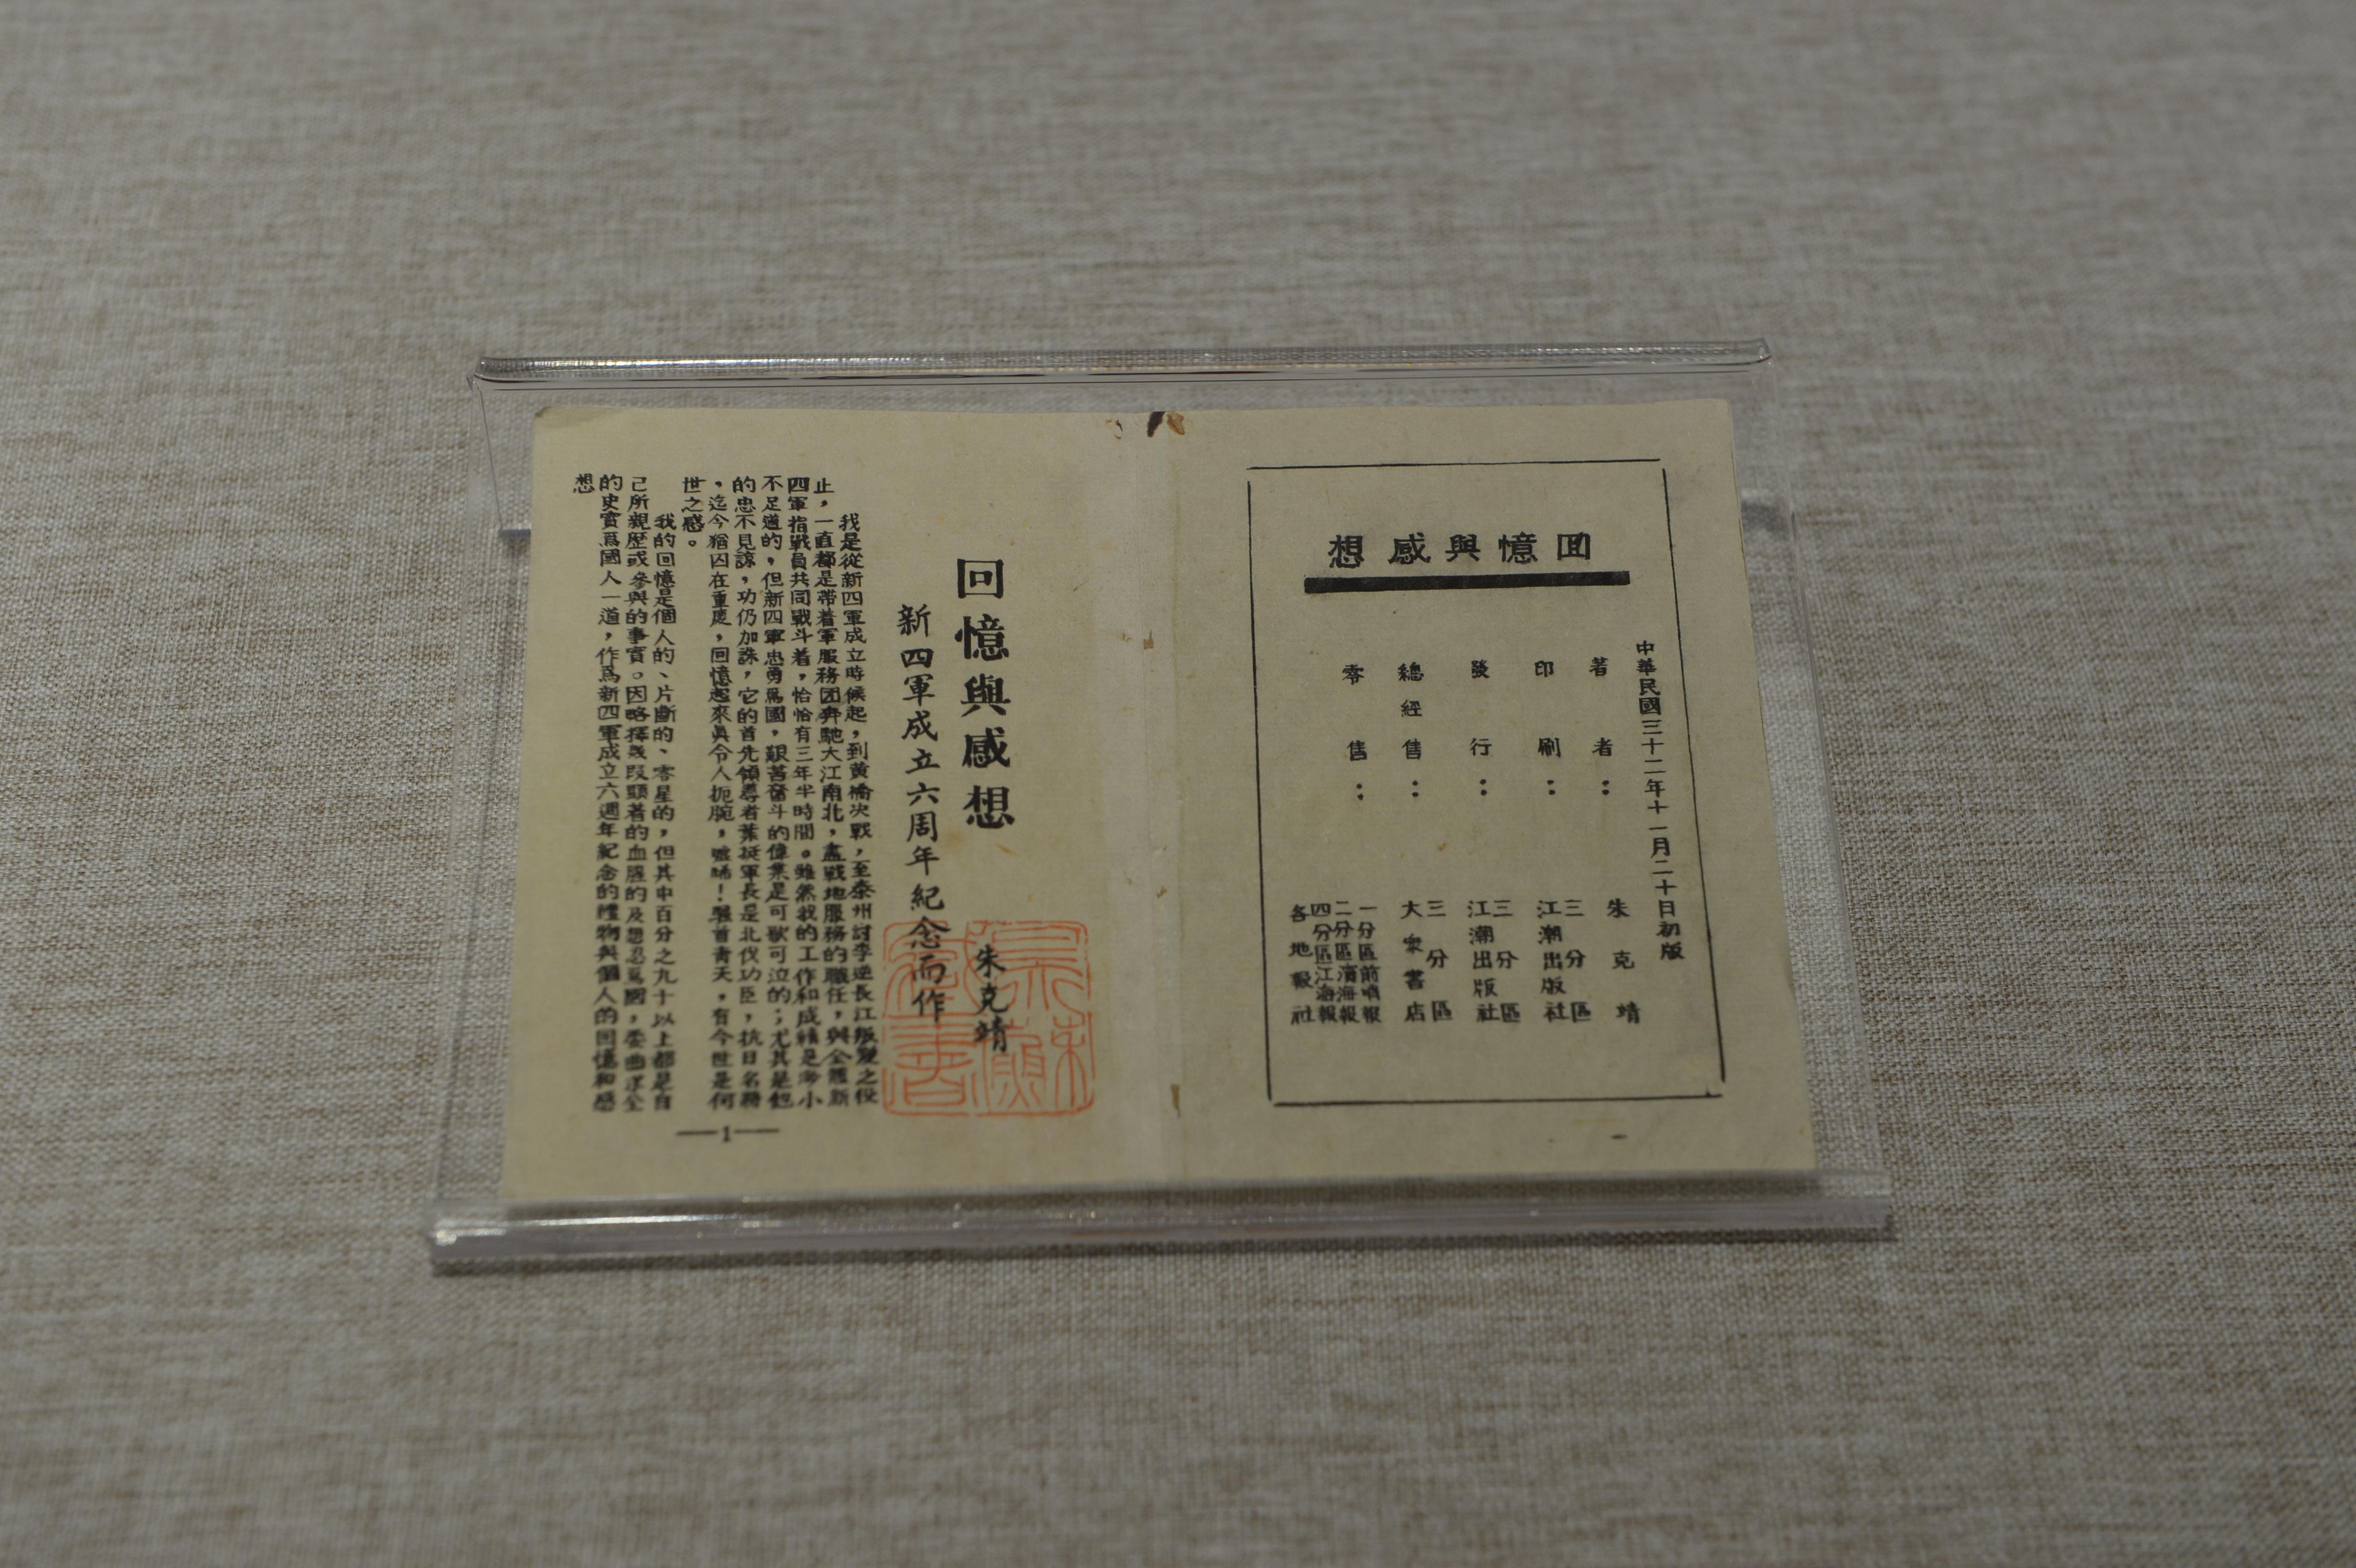 回憶與感想
中華民國三十二年十一月二十日初版
著者：朱克靖
印刷：三分區江潮出版社
發行：三分區江潮出版社
總經售：三分區大衆書店
零售：一分區前哨報
二分區濱海報
四分區江海報
各地報社
回憶與感想
朱克靖
新四軍成立六周年紀念而作
我是從新四軍成立時候起，到黃橋決戰，至泰州討李逆長江叛變之役
止，一直都是帶着軍服務团奔馳大江南北，盡戰地服務的職任，與全體新
四軍指戰員共同戰斗着，恰恰有三年半時間。雖然我的工作和成績是渺小
不足道的，但新四軍忠勇爲國，艱苦奮斗的偉業是可歌可泣的；尤其是他
的忠不見諒，功仍加誅，它的首先領導者葉挺軍長是北伐功臣，抗日名將
，迄今猶囚在重慶，回憶起來眞令人扼腕，噓唏！騷首青天，有今世是何
世之感。
我的回憶是個人的、片斷的、零星的，但其中百分之九十以上都是自
己所親歷或參與的事實。因略擇幾段顯著的血腥的及想忍爲國，委曲求全
的史實爲國人一道，作爲新四軍成立六週年紀念的禮物與個人的回憶和感
想
—1—